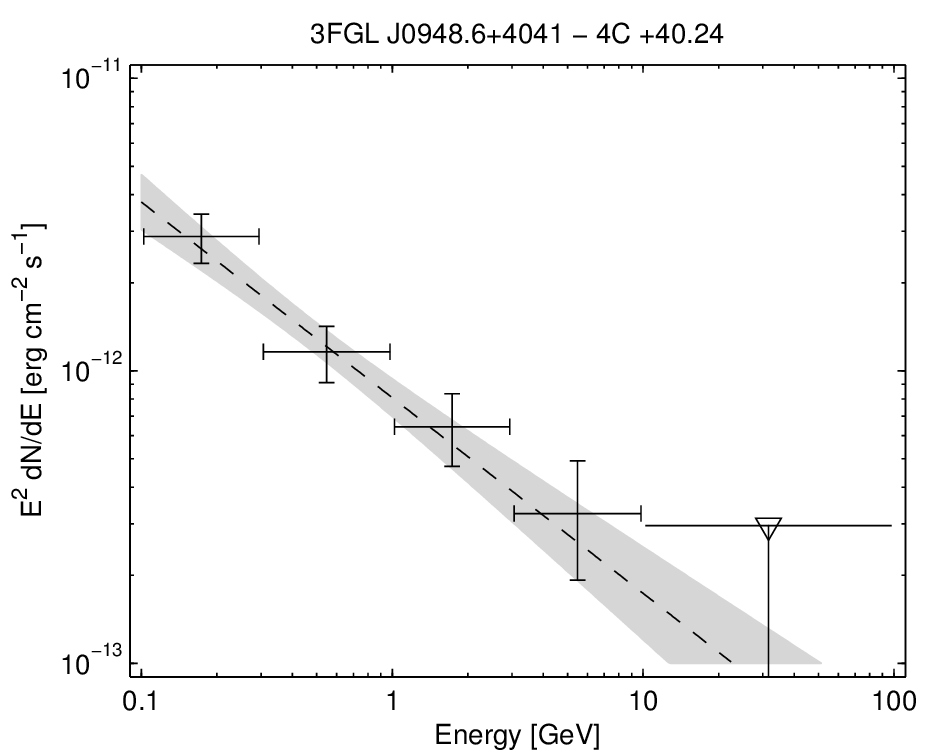 3FGL J0948.6+4041 − 4C +40.24
10⁻¹¹
10⁻¹²
10⁻¹³
E² dN/dE [erg cm⁻² s⁻¹]
0.1 1 10 100
Energy [GeV]